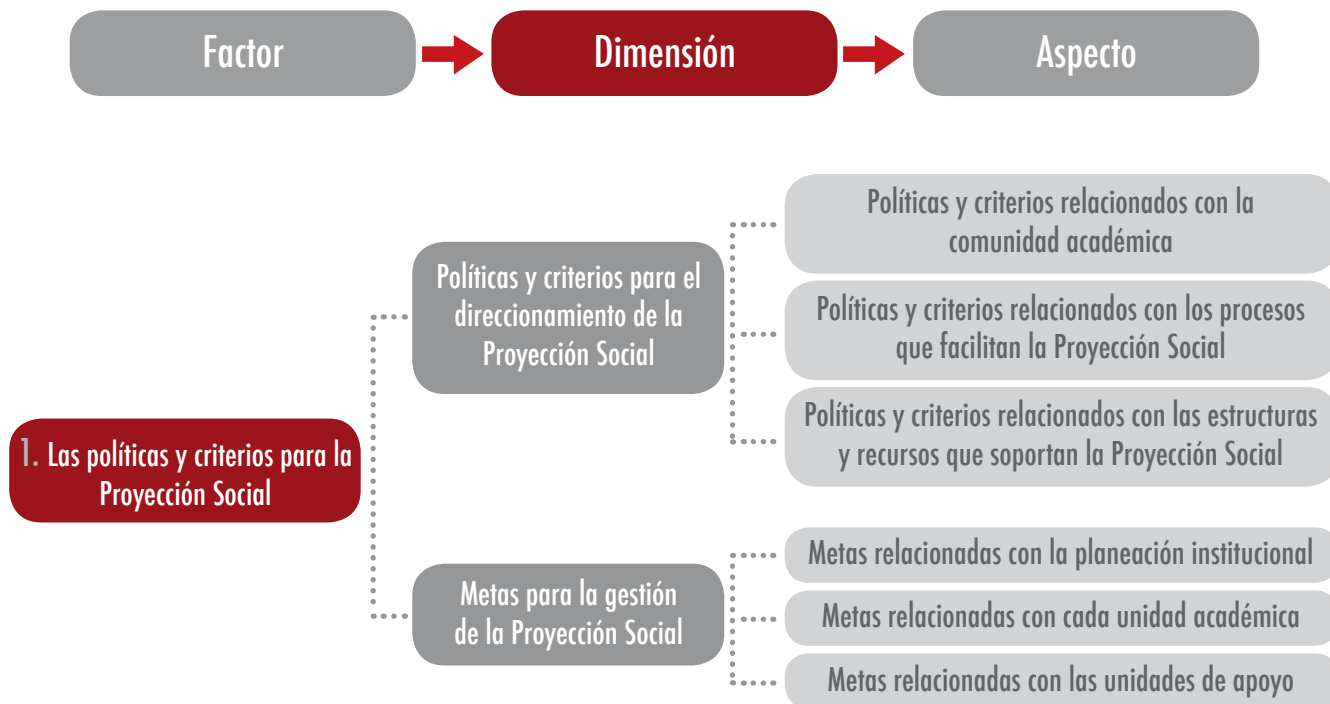 Factor
Dimensión
Aspecto
1. Las políticas y criterios para la
Proyección Social
Políticas y criterios para el
direccionamiento de la
Proyección Social
Políticas y criterios relacionados con la
comunidad académica
Políticas y criterios relacionados con los procesos
que facilitan la Proyección Social
Políticas y criterios relacionados con las estructuras
y recursos que soportan la Proyección Social
Metas para la gestión
de la Proyección Social
Metas relacionadas con la planeación institucional
Metas relacionadas con cada unidad académica
Metas relacionadas con las unidades de apoyo